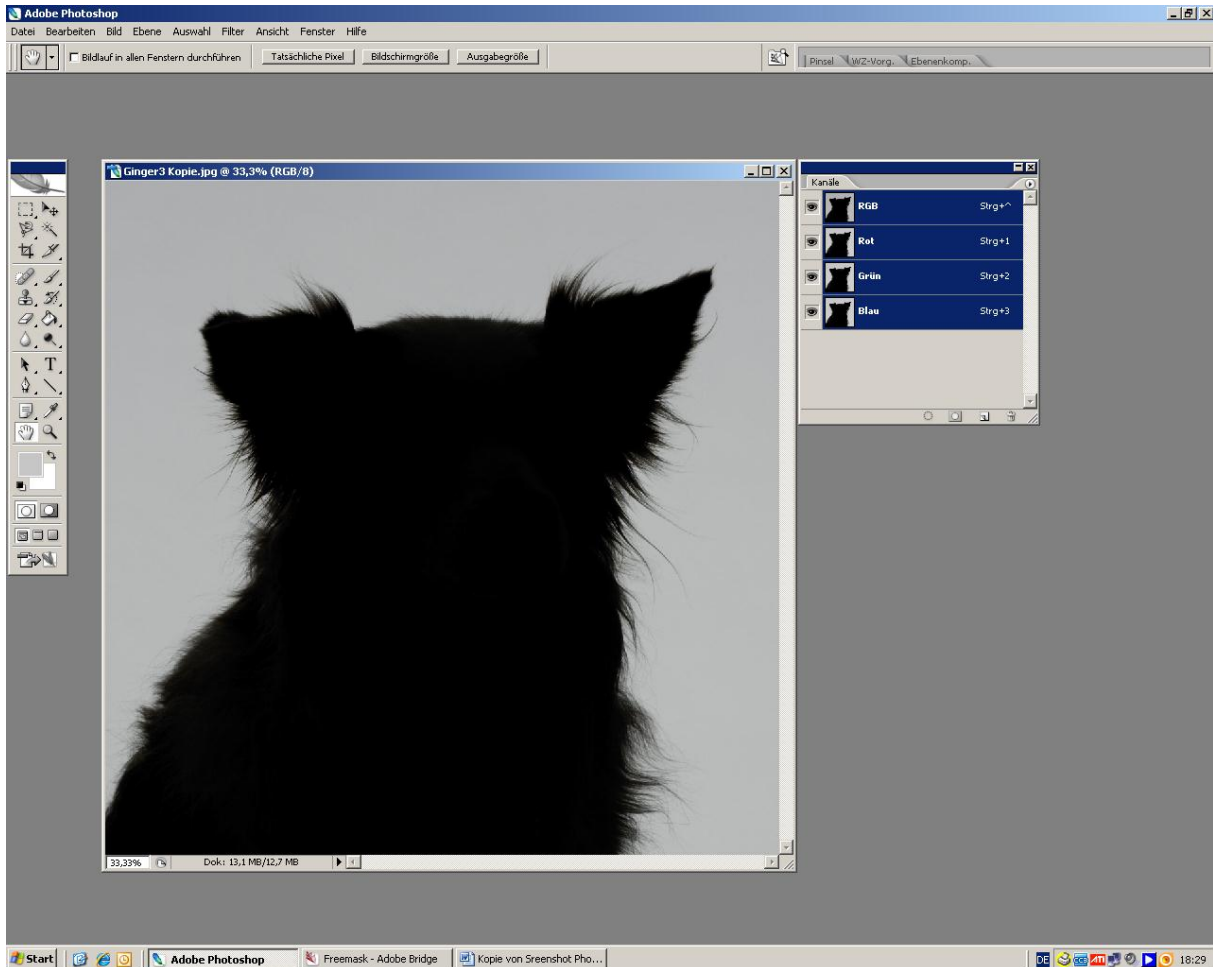 Adobe Photoshop
Datei Bearbeiten Bild Ebene Auswahl Filter Ansicht Fenster Hilfe
Bildlauf in allen Fenstern durchführen Tatsächliche Pixel Bildschirmgröße Ausgabegröße Pinsel WZ-Vorg. Ebenenkomp.
Ginger3 Kopie.jpg @ 33,3% (RGB/8)
Kanäle
RGB Strg+^
Rot Strg+1
Grün Strg+2
Blau Strg+3
33,33% Dok: 13,1 MB/12,7 MB
Start Adobe Photoshop Freemask - Adobe Bridge Kopie von Sreenshot Pho... DE ATI 18:29